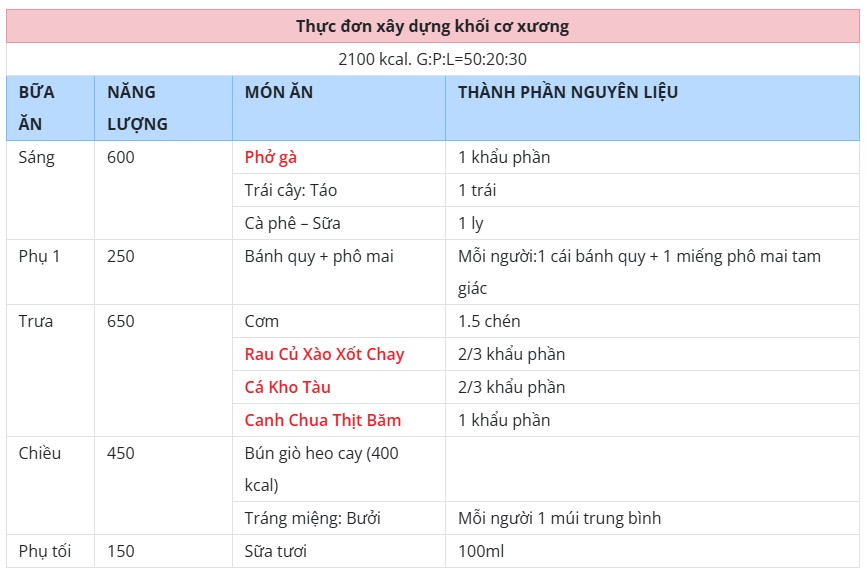 Thực đơn xây dựng khối cơ xương
2100 kcal. G:P:L=50:20:30
BỮA ĂN NĂNG LƯỢNG MÓN ĂN THÀNH PHẦN NGUYÊN LIỆU
Sáng 600 Phở gà 1 khẩu phần
Trái cây: Táo 1 trái
Cà phê – Sữa 1 ly
Phụ 1 250 Bánh quy + phô mai Mỗi người:1 cái bánh quy + 1 miếng phô mai tam
giác
Trưa 650 Cơm 1.5 chén
Rau Củ Xào Xốt Chay 2/3 khẩu phần
Cá Kho Tàu 2/3 khẩu phần
Canh Chua Thịt Băm 1 khẩu phần
Chiều 450 Bún giò heo cay (400
kcal)
Tráng miệng: Bưởi Mỗi người 1 múi trung bình
Phụ tối 150 Sữa tươi 100ml